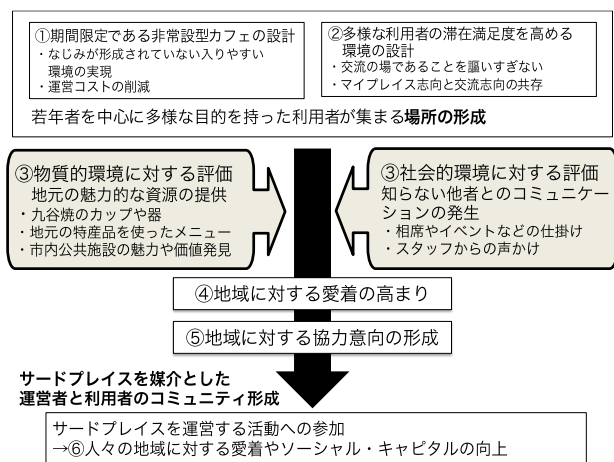 ①期間限定である非常設型カフェの設計
・なじみが形成されていない入りやすい
環境の実現
・運営コストの削減
②多様な利用者の滞在満足度を高める
環境の設計
・交流の場であることを謳いすぎない
・マイプレイス志向と交流志向の共存
若年者を中心に多様な目的を持った利用者が集まる場所の形成
③物質的環境に対する評価
地元の魅力的な資源の提供
・九谷焼のカップや器
・地元の特産品を使ったメニュー
・市内公共施設の魅力や価値発見
③社会的環境に対する評価
知らない他者とのコミュニケー
ションの発生
・相席やイベントなどの仕掛け
・スタッフからの声かけ
④地域に対する愛着の高まり
⑤地域に対する協力意向の形成
サードプレイスを媒介とした
運営者と利用者のコミュニティ形成
サードプレイスを運営する活動への参加
→⑥人々の地域に対する愛着やソーシャル・キャピタルの向上